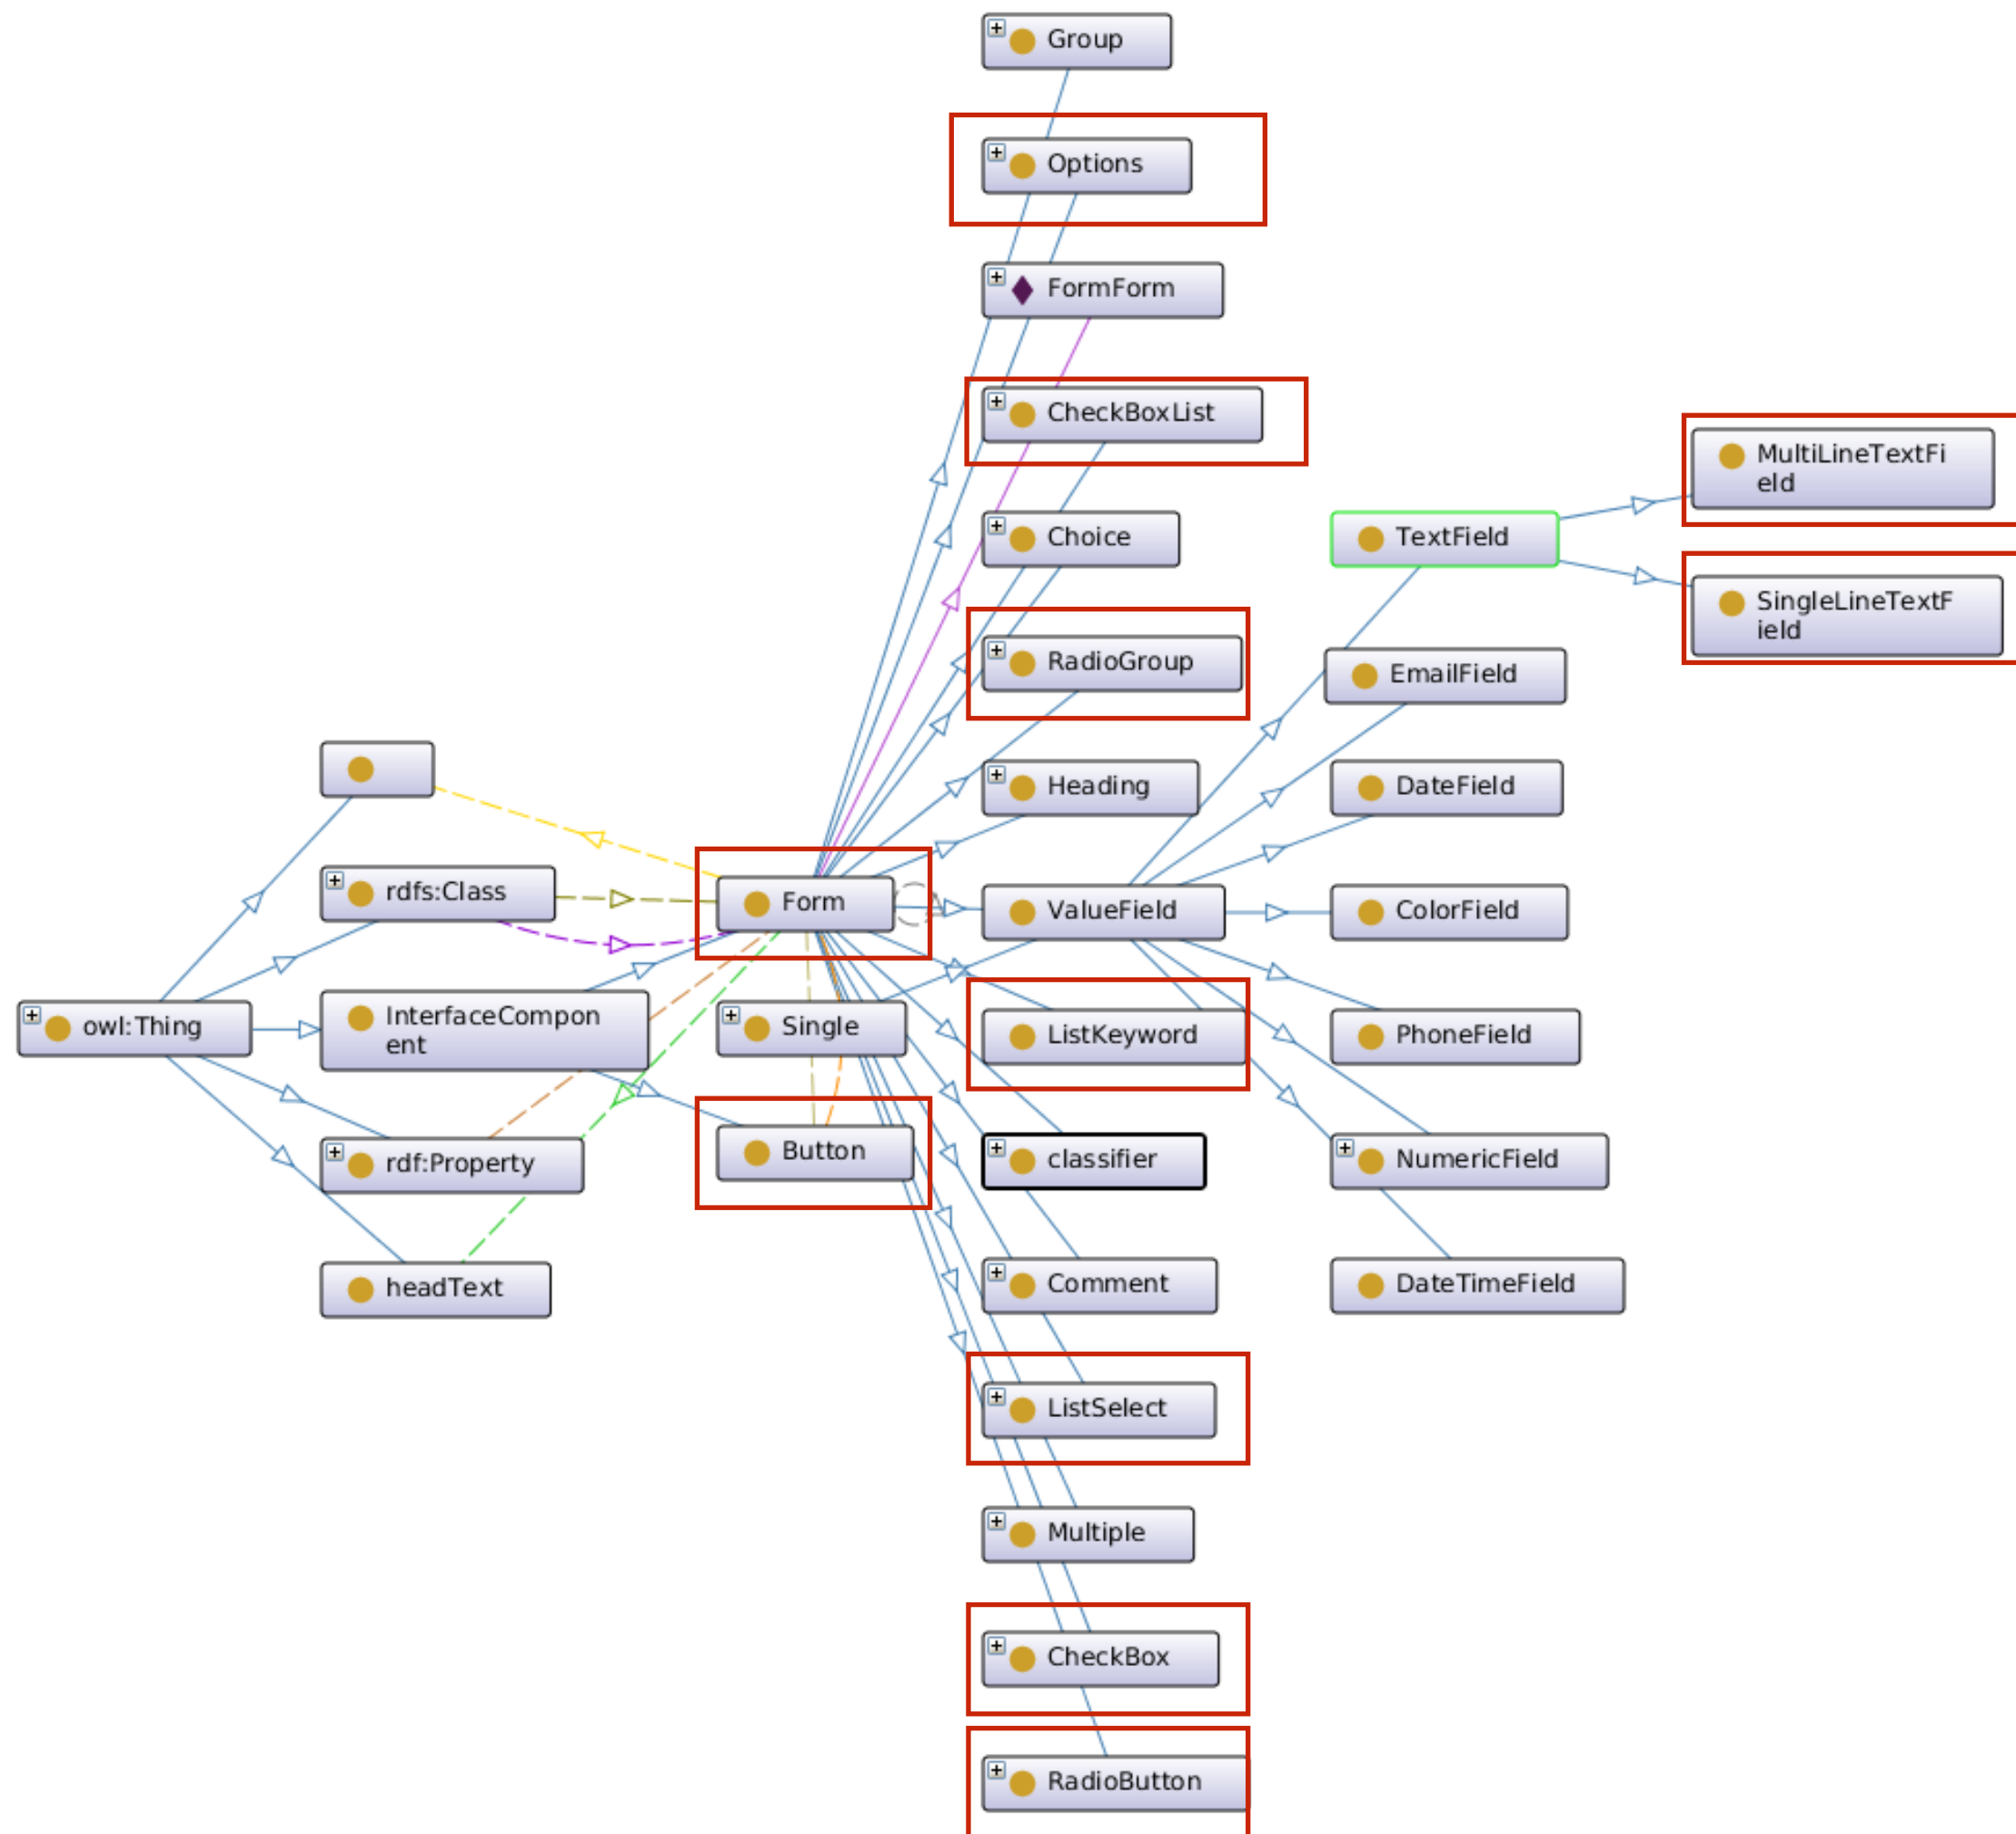 Group
Options
FormForm
CheckBoxList
Choice
RadioGroup
Heading
ValueField
ListKeyword
classifier
Comment
ListSelect
Multiple
CheckBox
RadioButton
owl:Thing
rdfs:Class
InterfaceCompon
ent
rdf:Property
headText
Form
Single
Button
TextField
EmailField
DateField
ColorField
PhoneField
NumericField
DateTimeField
MultiLineTextFi
eld
SingleLineTextF
ield